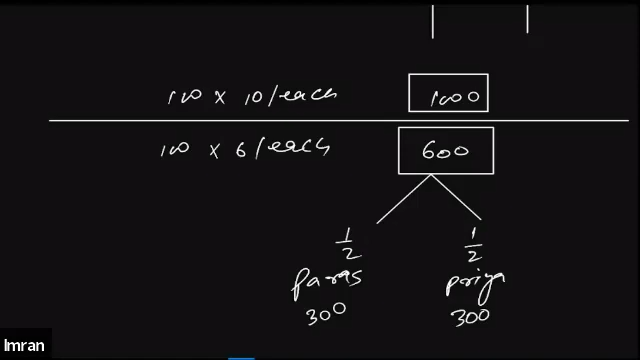 100 x 10/each 1000
100 x 6/each 600
1/2 1/2
paras priya
300 300
Imran